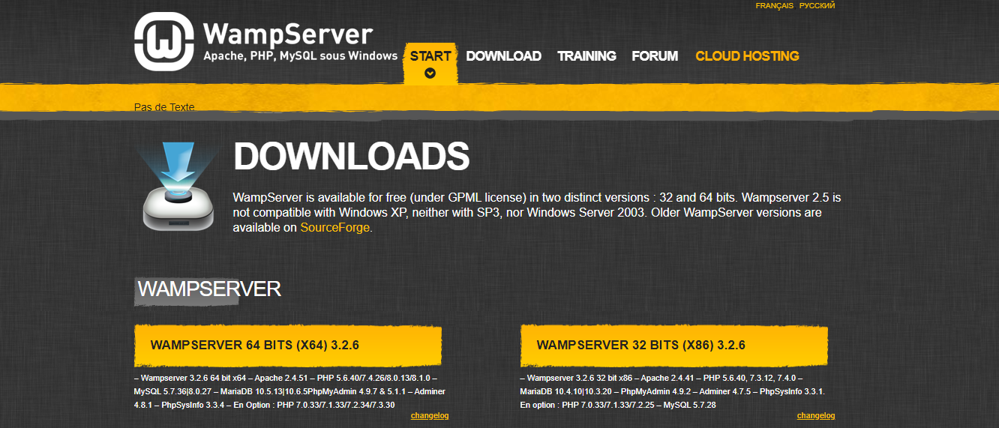 FRANÇAIS РУССКИЙ
WampServer
Apache, PHP, MySQL sous Windows
START DOWNLOAD TRAINING FORUM CLOUD HOSTING
Pas de Texte
DOWNLOADS
WampServer is available for free (under GPML license) in two distinct versions : 32 and 64 bits. Wampserver 2.5 is
not compatible with Windows XP, neither with SP3, nor Windows Server 2003. Older WampServer versions are
available on SourceForge.
WAMPSERVER
WAMPSERVER 64 BITS (X64) 3.2.6
– Wampserver 3.2.6 64 bit x64 – Apache 2.4.51 – PHP 5.6.40/7.4.26/8.0.13/8.1.0 –
MySQL 5.7.36|8.0.27 – MariaDB 10.5.13|10.6.5PhpMyAdmin 4.9.7 & 5.1.1 – Adminer
4.8.1 – PhpSysInfo 3.3.4 – En Option : PHP 7.0.33/7.1.33/7.2.34/7.3.30
changelog
WAMPSERVER 32 BITS (X86) 3.2.6
– Wampserver 3.2.6 32 bit x86 – Apache 2.4.41 – PHP 5.6.40, 7.3.12, 7.4.0 –
MariaDB 10.4.10|10.3.20 – PhpMyAdmin 4.9.2 – Adminer 4.7.5 – PhpSysInfo 3.3.1.
En option : PHP 7.0.33/7.1.33/7.2.25 – MySQL 5.7.28
changelog